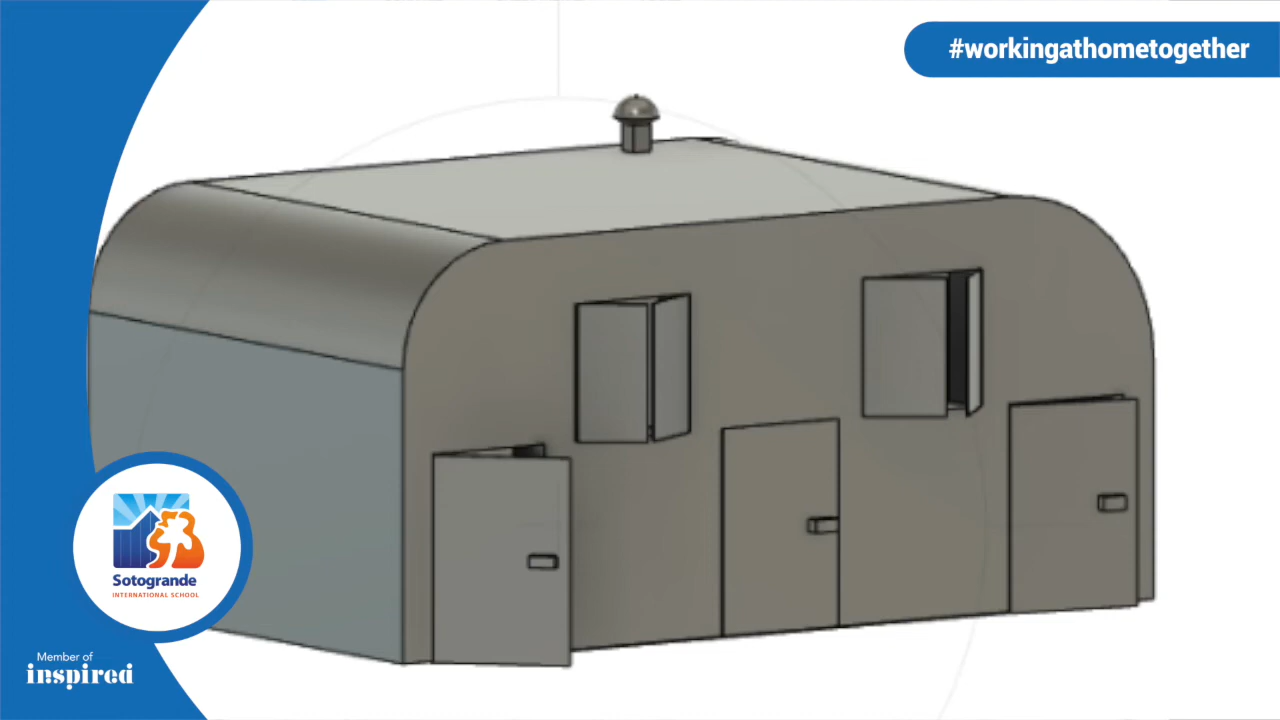 #workingathometogether
Sotogrande
INTERNATIONAL SCHOOL
Member of
inspired